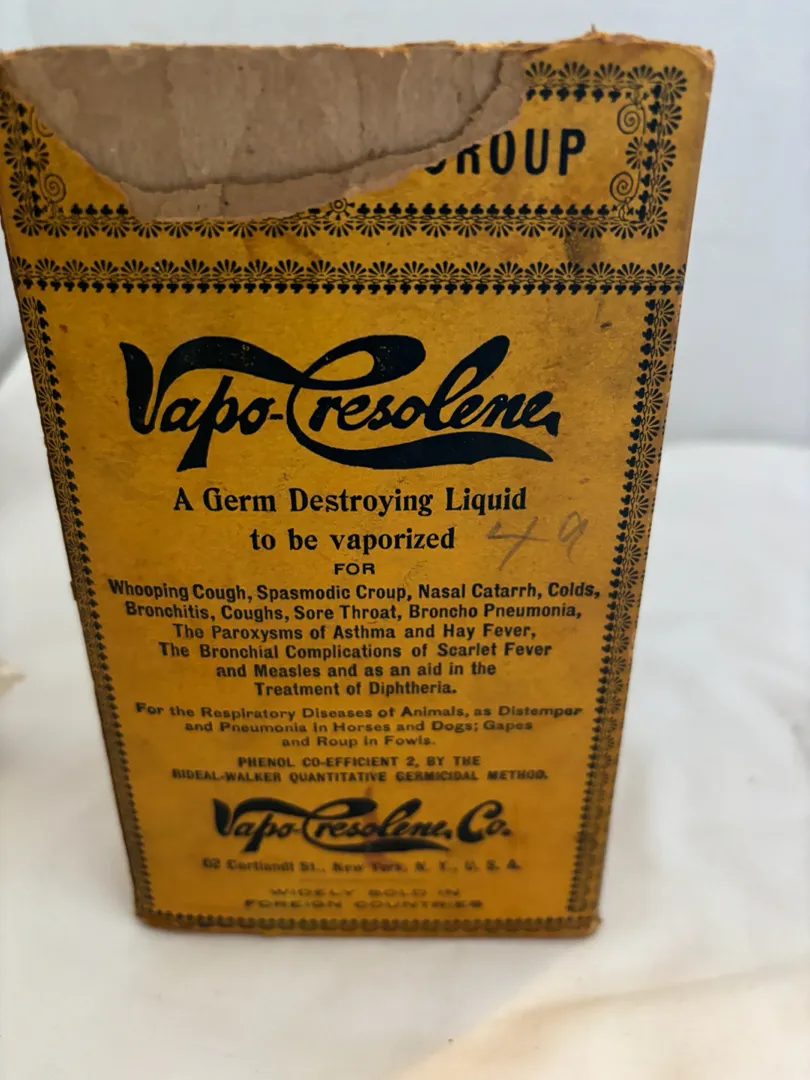 ROUP
Vapo-Cresolene
A Germ Destroying Liquid
to be vaporized
49
FOR
Whooping Cough, Spasmodic Croup, Nasal Catarrh, Colds,
Bronchitis, Coughs, Sore Throat, Broncho Pneumonia,
The Paroxysms of Asthma and Hay Fever,
The Bronchial Complications of Scarlet Fever
and Measles and as an aid in the
Treatment of Diphtheria.
For the Respiratory Diseases of Animals, as Distemper
and Pneumonia in Horses and Dogs; Gapes
and Roup in Fowls.
PHENOL CO-EFFICIENT 2, BY THE
RIDEAL-WALKER QUANTITATIVE GERMICIDAL METHOD.
Vapo-Cresolene Co.
62 Cortlandt St., New York, N. Y., U. S. A.
WIDELY SOLD IN
FOREIGN COUNTRIES